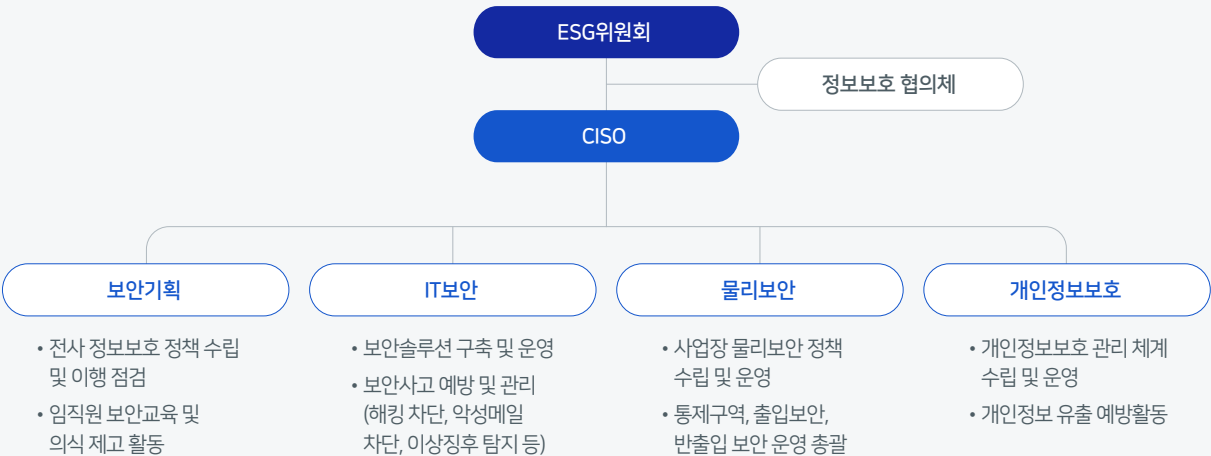 ESG위원회
정보보호 협의체
CISO
보안기획
• 전사 정보보호 정책 수립
및 이행 점검
• 임직원 보안교육 및
의식 제고 활동
IT보안
• 보안솔루션 구축 및 운영
• 보안사고 예방 및 관리
(해킹 차단, 악성메일
차단, 이상징후 탐지 등)
물리보안
• 사업장 물리보안 정책
수립 및 운영
• 통제구역, 출입보안,
반출입 보안 운영 총괄
개인정보보호
• 개인정보보호 관리 체계
수립 및 운영
• 개인정보 유출 예방활동